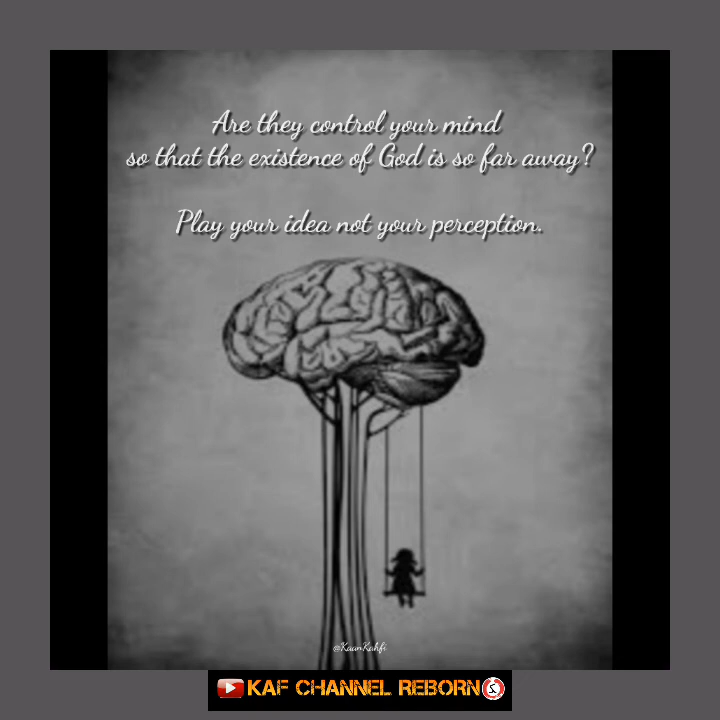 Are they control your mind
so that the existence of God is so far away?
Play your idea not your perception.
@KaanKahfi
KAF CHANNEL REBORN